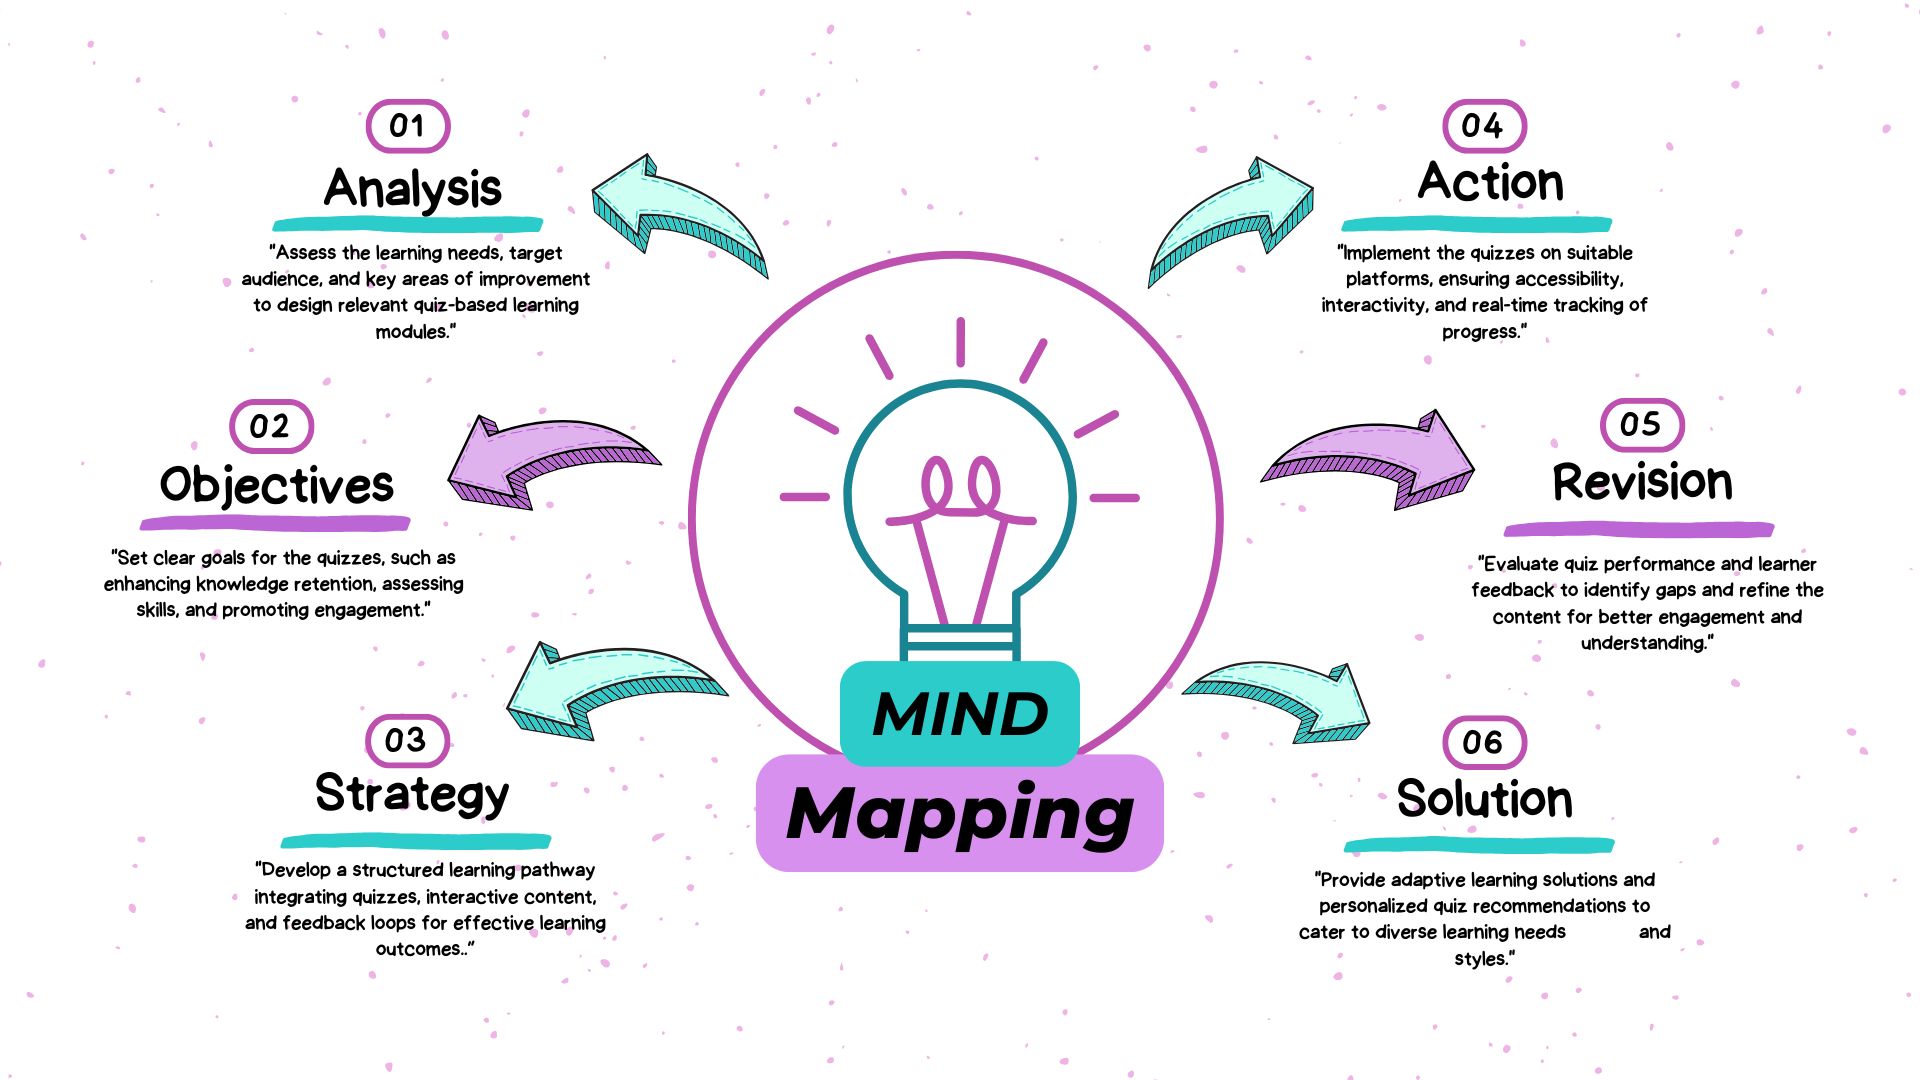 01
Analysis
"Assess the learning needs, target
audience, and key areas of improvement
to design relevant quiz-based learning
modules."
02
Objectives
"Set clear goals for the quizzes, such as
enhancing knowledge retention, assessing
skills, and promoting engagement."
03
Strategy
"Develop a structured learning pathway
integrating quizzes, interactive content,
and feedback loops for effective learning
outcomes.."
MIND
Mapping
04
Action
"Implement the quizzes on suitable
platforms, ensuring accessibility,
interactivity, and real-time tracking of
progress."
05
Revision
"Evaluate quiz performance and learner
feedback to identify gaps and refine the
content for better engagement and
understanding."
06
Solution
"Provide adaptive learning solutions and
personalized quiz recommendations to
cater to diverse learning needs and
styles."